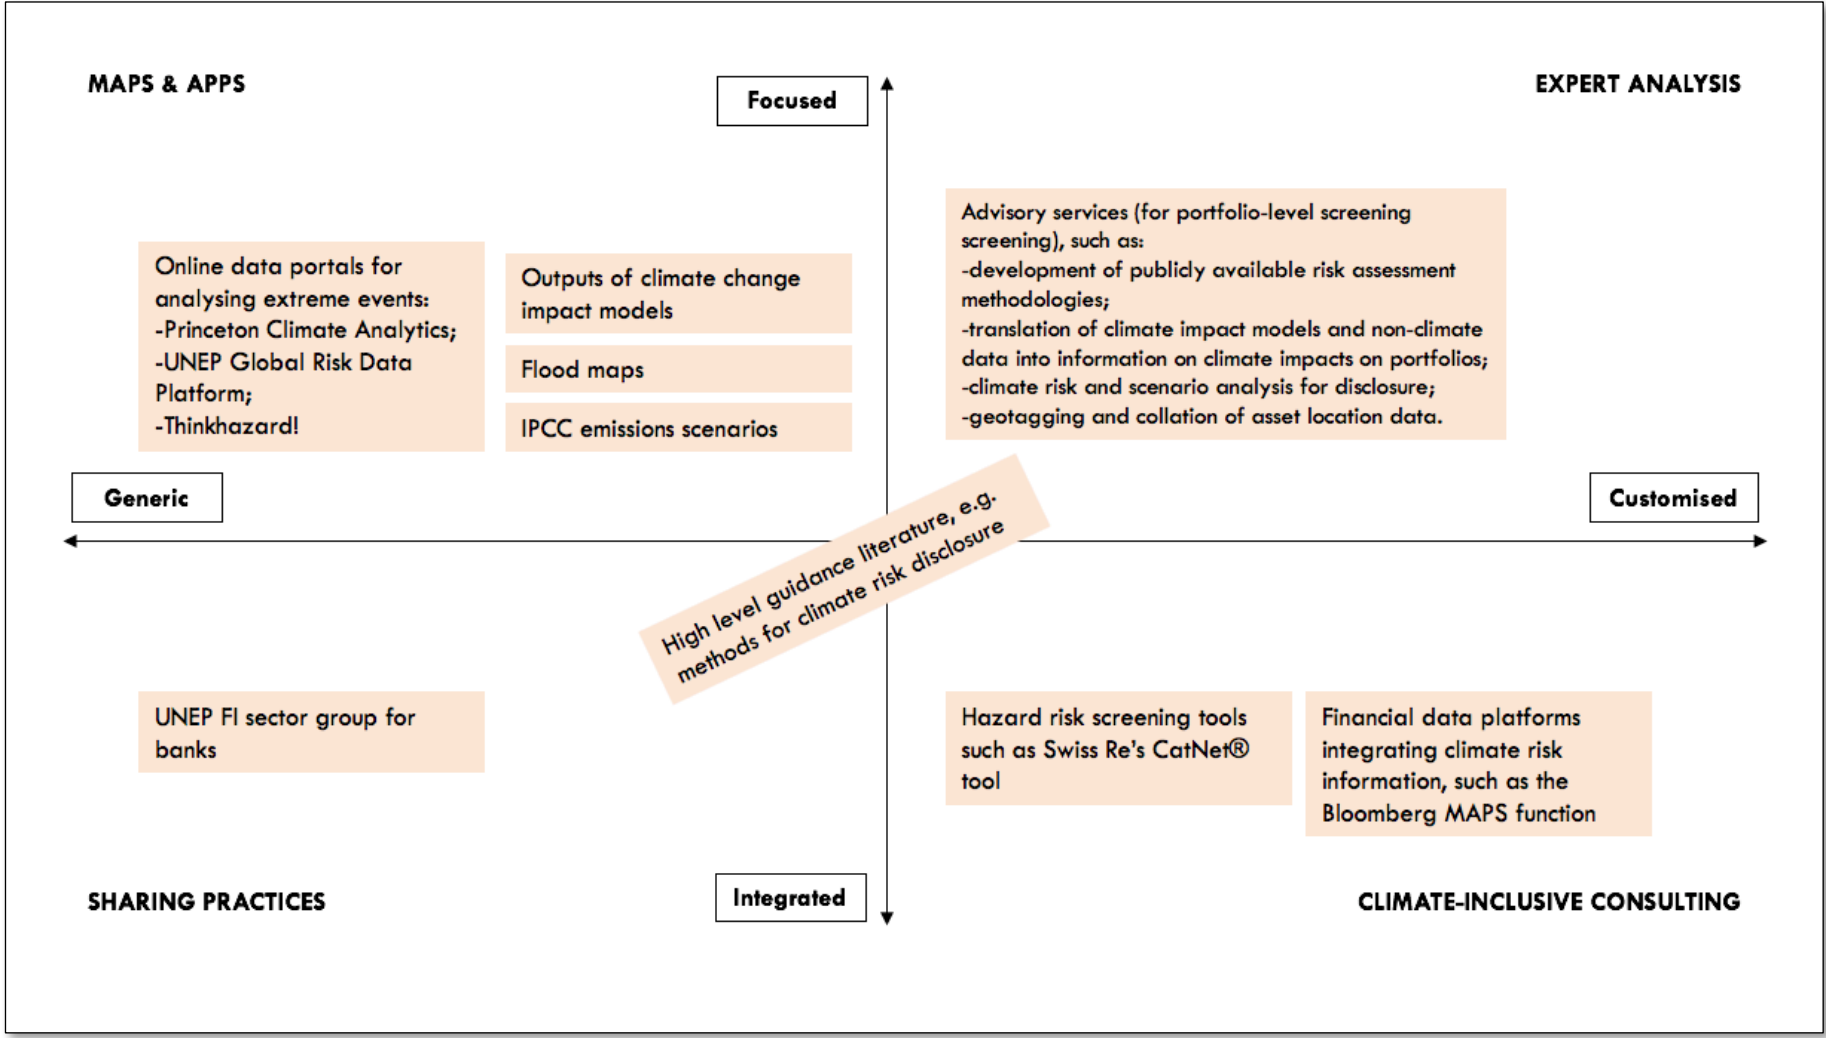 MAPS & APPS
Focused
EXPERT ANALYSIS
Online data portals for
analysing extreme events:
-Princeton Climate Analytics;
-UNEP Global Risk Data
Platform;
-Thinkhazard!
Outputs of climate change
impact models
Flood maps
IPCC emissions scenarios
Advisory services (for portfolio-level screening
screening), such as:
-development of publicly available risk assessment
methodologies;
-translation of climate impact models and non-climate
data into information on climate impacts on portfolios;
-climate risk and scenario analysis for disclosure;
-geotagging and collation of asset location data.
Generic
Customised
High level guidance literature, e.g.
methods for climate risk disclosure
UNEP FI sector group for
banks
Hazard risk screening tools
such as Swiss Re's CatNet®
tool
Financial data platforms
integrating climate risk
information, such as the
Bloomberg MAPS function
SHARING PRACTICES
Integrated
CLIMATE-INCLUSIVE CONSULTING